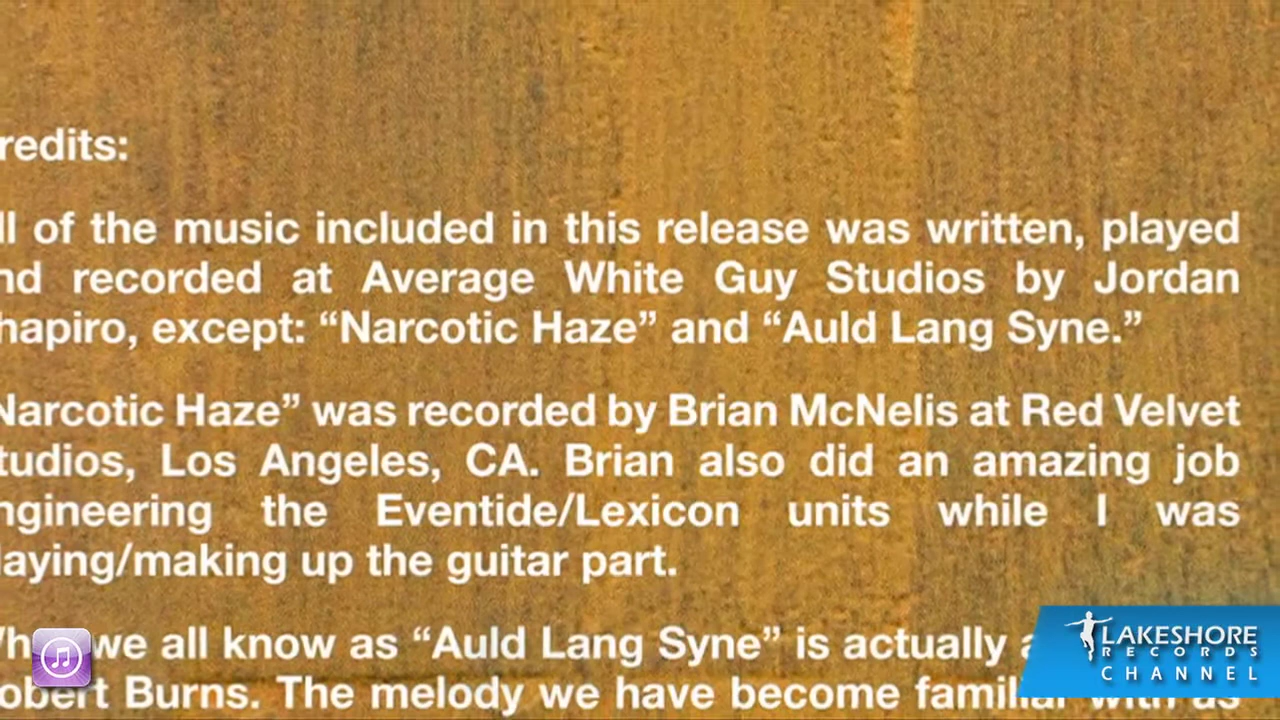 redits:
ll of the music included in this release was written, played
nd recorded at Average White Guy Studios by Jordan
hapiro, except: “Narcotic Haze” and “Auld Lang Syne.”
Narcotic Haze” was recorded by Brian McNelis at Red Velvet
tudios, Los Angeles, CA. Brian also did an amazing job
ngineering the Eventide/Lexicon units while I was
laying/making up the guitar part.
we all know as “Auld Lang Syne” is actually a
obert Burns. The melody we have become familiar with as
LAKESHORE
RECORDS
CHANNEL